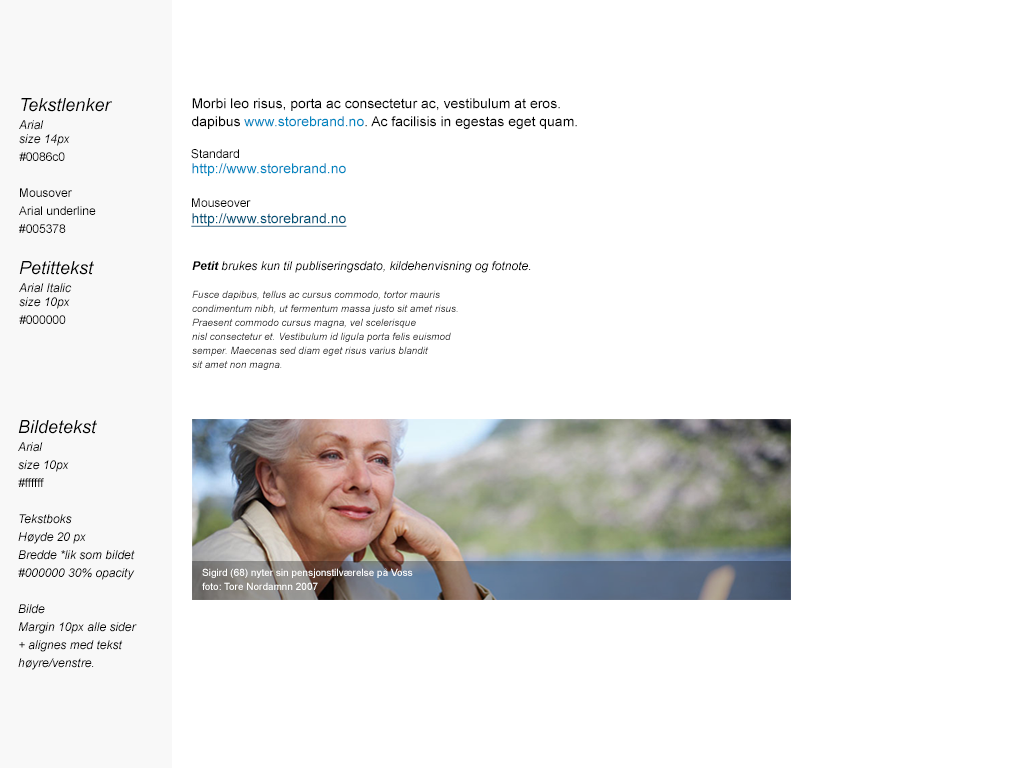 Tekstlenker
Arial
size 14px
#0086c0
Mousover
Arial underline
#005378
Morbi leo risus, porta ac consectetur ac, vestibulum at eros.
dapibus www.storebrand.no. Ac facilisis in egestas eget quam.
Standard
http://www.storebrand.no
Mouseover
http://www.storebrand.no
Petittekst
Arial Italic
size 10px
#000000
Petit brukes kun til publiseringsdato, kildehenvisning og fotnote.
Fusce dapibus, tellus ac cursus commodo, tortor mauris
condimentum nibh, ut fermentum massa justo sit amet risus.
Praesent commodo cursus magna, vel scelerisque
nisl consectetur et. Vestibulum id ligula porta felis euismod
semper. Maecenas sed diam eget risus varius blandit
sit amet non magna.
Bildetekst
Arial
size 10px
#ffffff
Tekstboks
Høyde 20 px
Bredde *lik som bildet
#000000 30% opacity
Bilde
Margin 10px alle sider
+ alignes med tekst
høyre/venstre.
Sigird (68) nyter sin pensjonstilværelse på Voss
foto: Tore Nordamnn 2007